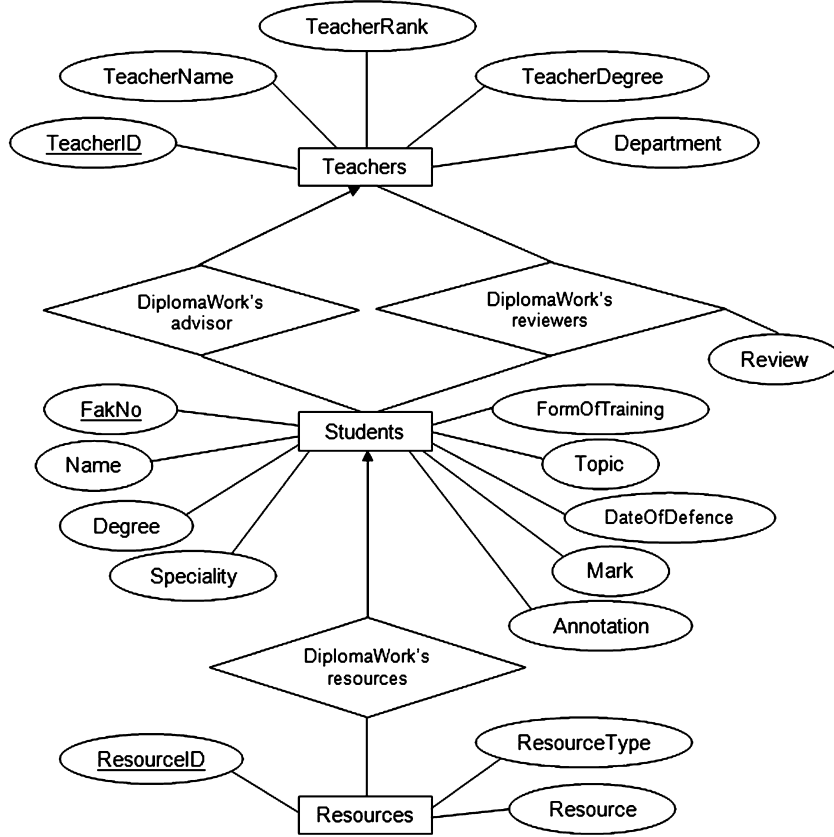 TeacherRank
TeacherName
TeacherDegree
TeacherID
Department
Teachers
DiplomaWork's
advisor
DiplomaWork's
reviewers
Review
FakNo
FormOfTraining
Students
Name
Topic
Degree
DateOfDefence
Speciality
Mark
Annotation
DiplomaWork's
resources
ResourceID
ResourceType
Resources
Resource